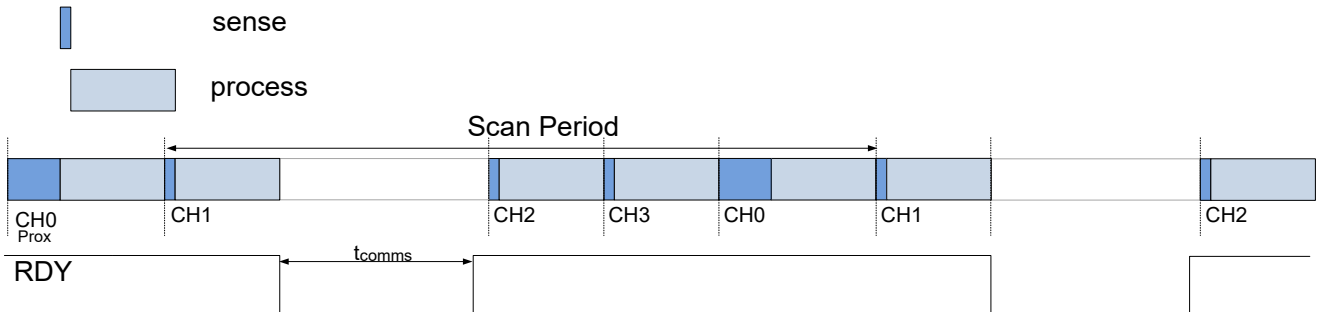 sense
process
Scan Period
CH0
Prox
CH1
CH2
CH3
CH0
CH1
CH2
RDY
tcomms